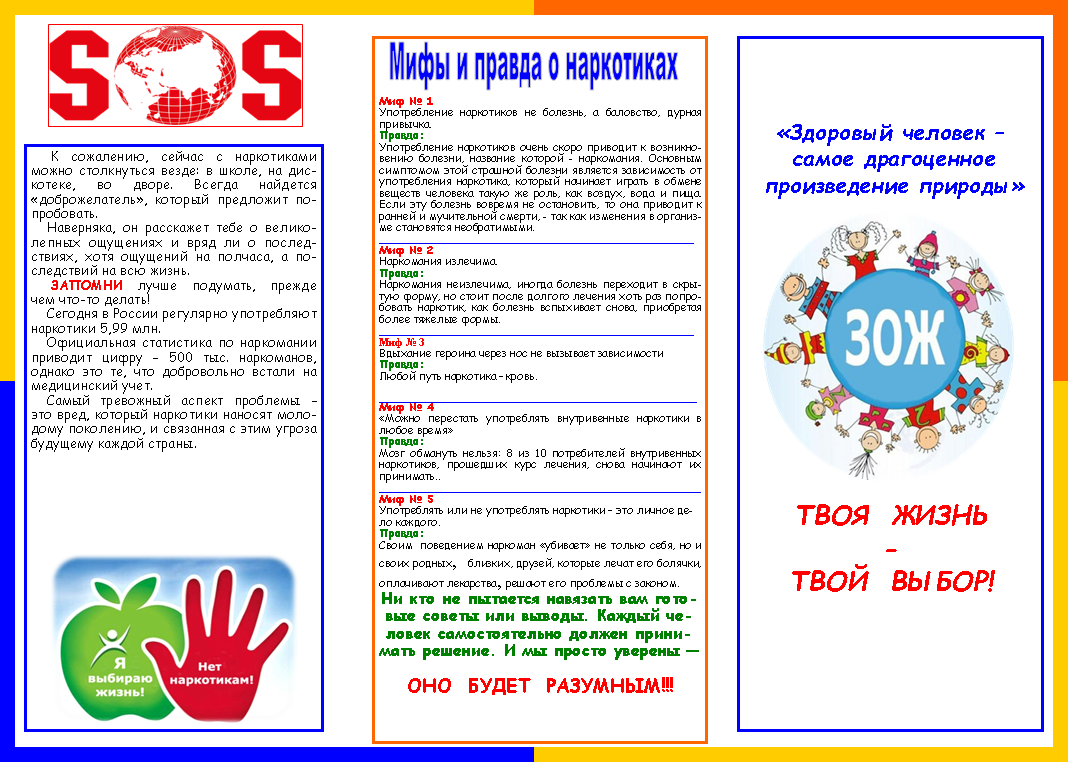 SOS
К сожалению, сейчас с наркотиками
можно столкнуться везде: в школе, на дис-
котеке, во дворе. Всегда найдется
«доброжелатель», который предложит по-
пробовать.
Наверняка, он расскажет тебе о велико-
лепных ощущениях и вряд ли о послед-
ствиях, хотя ощущений на полчаса, а по-
следствий на всю жизнь.
ЗАПОМНИ лучше подумать, прежде
чем что-то делать!
Сегодня в России регулярно употребляют
наркотики 5,99 млн.
Официальная статистика по наркомании
приводит цифру – 500 тыс. наркоманов,
однако это те, что добровольно встали на
медицинский учет.
Самый тревожный аспект проблемы –
это вред, который наркотики наносят моло-
дому поколению, и связанная с этим угроза
будущему каждой страны.
Я
выбираю
жизнь!
Нет
наркотикам!
Мифы и правда о наркотиках
Миф № 1
Употребление наркотиков не болезнь, а баловство, дурная
привычка.
Правда:
Употребление наркотиков очень скоро приводит к возникно-
вению болезни, название которой - наркомания. Основным
симптомом этой страшной болезни является зависимость от
употребления наркотика, который начинает играть в обмене
веществ человека такую же роль, как воздух, вода и пища.
Если эту болезнь вовремя не остановить, то она приводит к
ранней и мучительной смерти, - так как изменения в организ-
ме становятся необратимыми.
Миф № 2
Наркомания излечима.
Правда:
Наркомания неизлечима, иногда болезнь переходит в скры-
тую форму, но стоит после долгого лечения хоть раз попро-
бовать наркотик, как болезнь вспыхивает снова, приобретая
более тяжелые формы.
Миф № 3
Вдыхание героина через нос не вызывает зависимости
Правда:
Любой путь наркотика – кровь.
Миф № 4
«Можно перестать употреблять внутривенные наркотики в
любое время»
Правда:
Мозг обмануть нельзя: 8 из 10 потребителей внутривенных
наркотиков, прошедших курс лечения, снова начинают их
принимать..
Миф № 5
Употреблять или не употреблять наркотики – это личное де-
ло каждого.
Правда:
Своим поведением наркоман «убивает» не только себя, но и
своих родных, близких, друзей, которые лечат его болячки,
оплачивают лекарства, решают его проблемы с законом.
Ни кто не пытается навязать вам гото-
вые советы или выводы. Каждый че-
ловек самостоятельно должен прини-
мать решение. И мы просто уверены —
ОНО БУДЕТ РАЗУМНЫМ!!!
«Здоровый человек –
самое драгоценное
произведение природы»
ЗОЖ
ТВОЯ ЖИЗНЬ
–
ТВОЙ ВЫБОР!